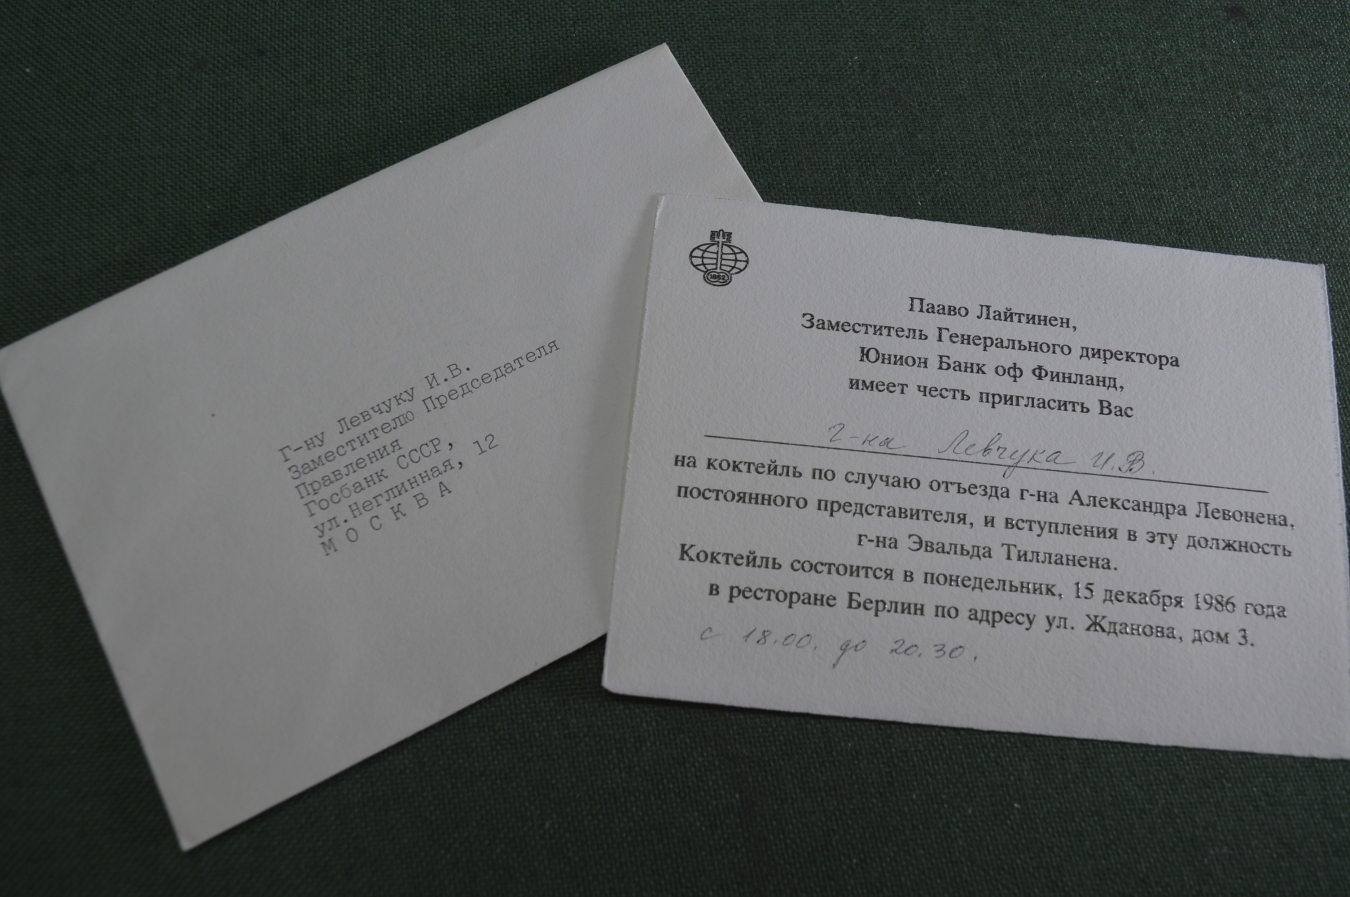 Г-ну Левчуку И.В.
Заместителю Председателя
Правления
Госбанк СССР,
ул.Неглинная, 12
М О С К В А
1862
Пааво Лайтинен,
Заместитель Генерального директора
Юнион Банк оф Финланд,
имеет честь пригласить Вас
г-на Левчука И.В.
на коктейль по случаю отъезда г-на Александра Левонена,
постоянного представителя, и вступления в эту должность
г-на Эвальда Тилланена.
Коктейль состоится в понедельник, 15 декабря 1986 года
в ресторане Берлин по адресу ул. Жданова, дом 3.
с 18.00. до 20.30.